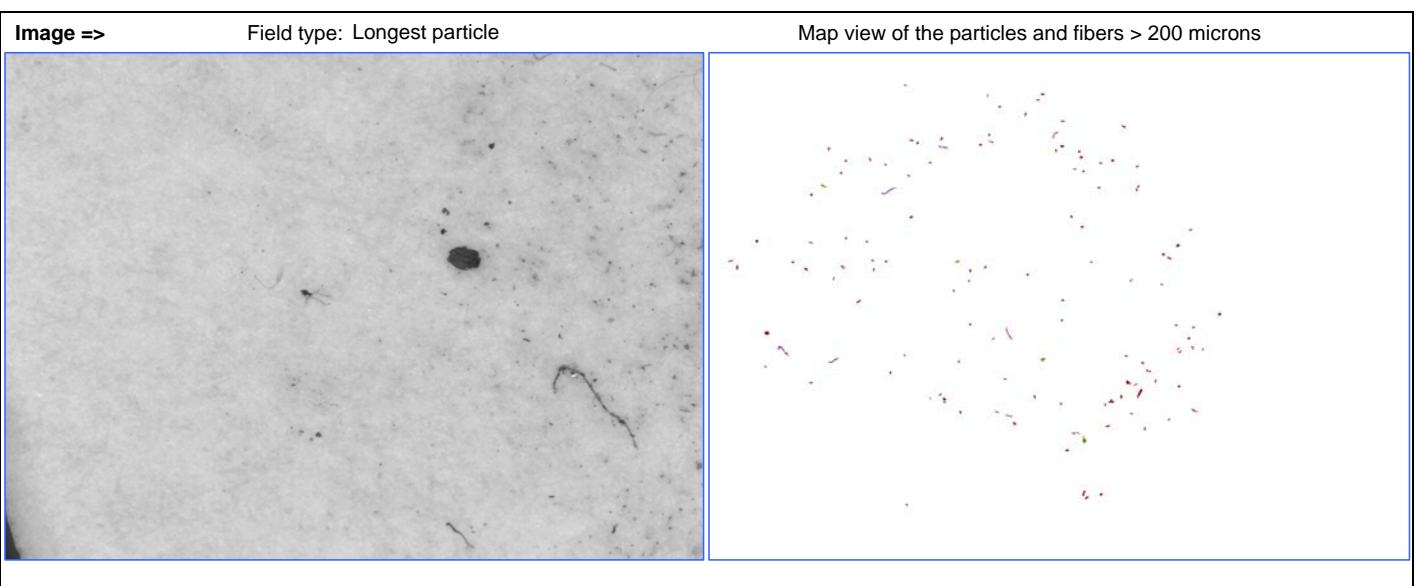 Image => Field type: Longest particle Map view of the particles and fibers > 200 microns